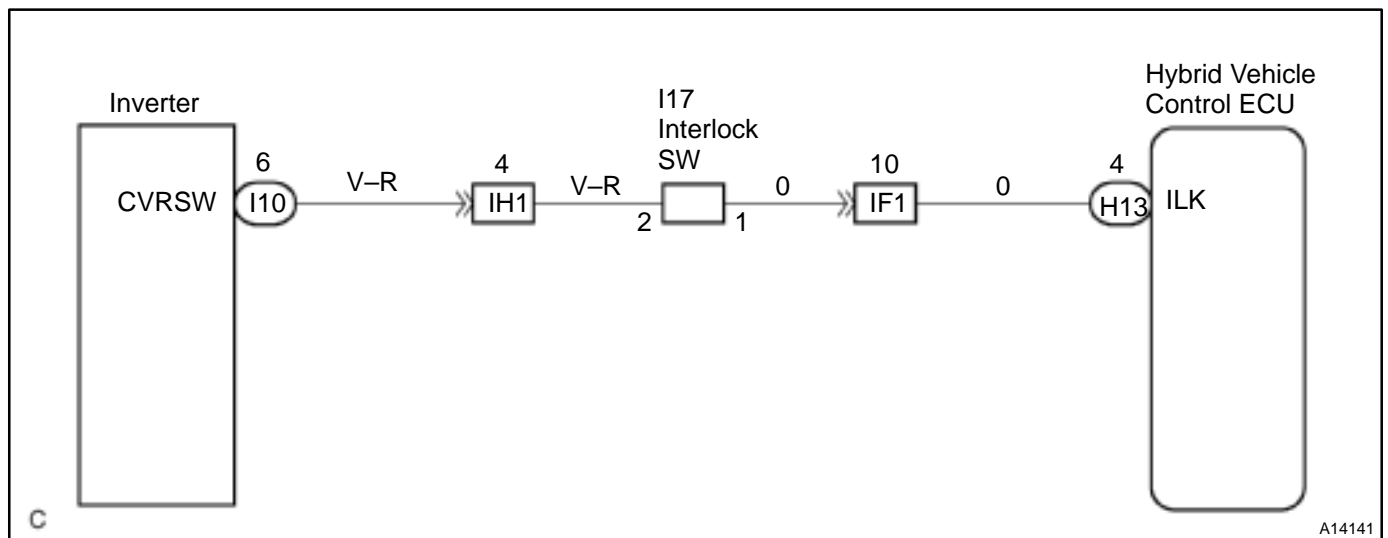 Inverter
I17
Interlock
SW
Hybrid Vehicle
Control ECU
6
4
10
4
V–R
V–R
0
0
CVRSW
I10
IH1
IF1
H13
ILK
2
1
C
A14141